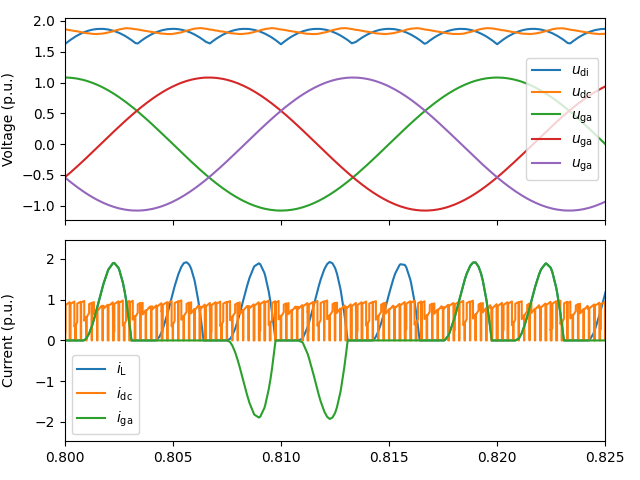 2.0
1.5
1.0
0.5
0.0
−0.5
−1.0
Voltage (p.u.)
u_di
u_dc
u_ga
u_ga
u_ga
2
1
0
−1
−2
Current (p.u.)
i_L
i_dc
i_ga
0.800 0.805 0.810 0.815 0.820 0.825